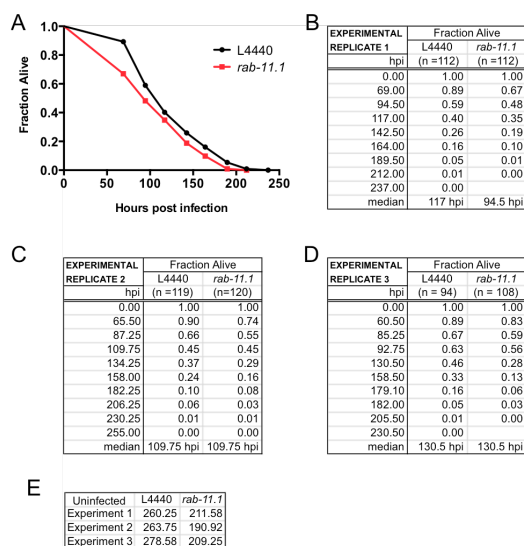 A
1.0
0.8
0.6
0.4
0.2
0.0
Fraction Alive
L4440
rab-11.1
0 50 100 150 200 250
Hours post infection
B
EXPERIMENTAL Fraction Alive
REPLICATE 1 L4440 rab-11.1
hpi (n =112) (n =112)
0.00 1.00 1.00
69.00 0.89 0.67
94.50 0.59 0.48
117.00 0.40 0.35
142.50 0.26 0.19
164.00 0.16 0.10
189.50 0.05 0.01
212.00 0.01 0.00
237.00 0.00
median 117 hpi 94.5 hpi
C
EXPERIMENTAL Fraction Alive
REPLICATE 2 L4440 rab-11.1
hpi (n =119) (n=120)
0.00 1.00 1.00
65.50 0.90 0.74
87.25 0.66 0.55
109.75 0.45 0.45
134.25 0.37 0.29
158.00 0.24 0.16
182.25 0.10 0.08
206.25 0.06 0.03
230.25 0.01 0.01
255.00 0.00 0.00
median 109.75 hpi 109.75 hpi
D
EXPERIMENTAL Fraction Alive
REPLICATE 3 L4440 rab-11.1
hpi (n = 94) (n = 108)
0.00 1.00 1.00
60.50 0.89 0.83
85.25 0.67 0.59
92.75 0.63 0.56
130.50 0.46 0.28
158.50 0.33 0.13
179.10 0.16 0.06
182.00 0.05 0.03
205.50 0.01 0.00
230.50 0.00
median 130.5 hpi 130.5 hpi
E
Uninfected L4440 rab-11.1
Experiment 1 260.25 211.58
Experiment 2 263.75 190.92
Experiment 3 278.58 209.25